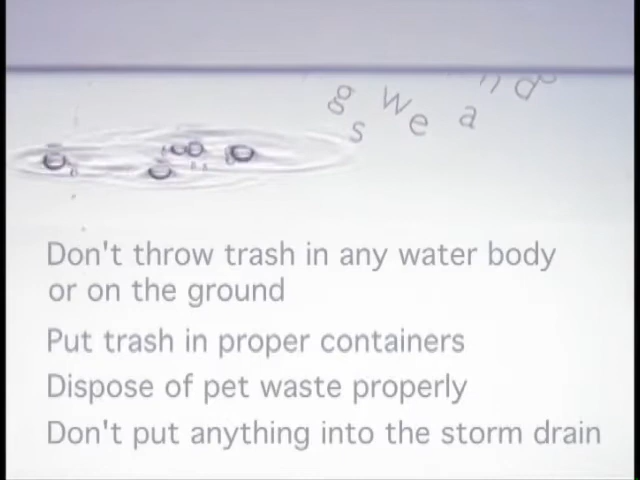 g s W e a n d
Don't throw trash in any water body
or on the ground
Put trash in proper containers
Dispose of pet waste properly
Don't put anything into the storm drain